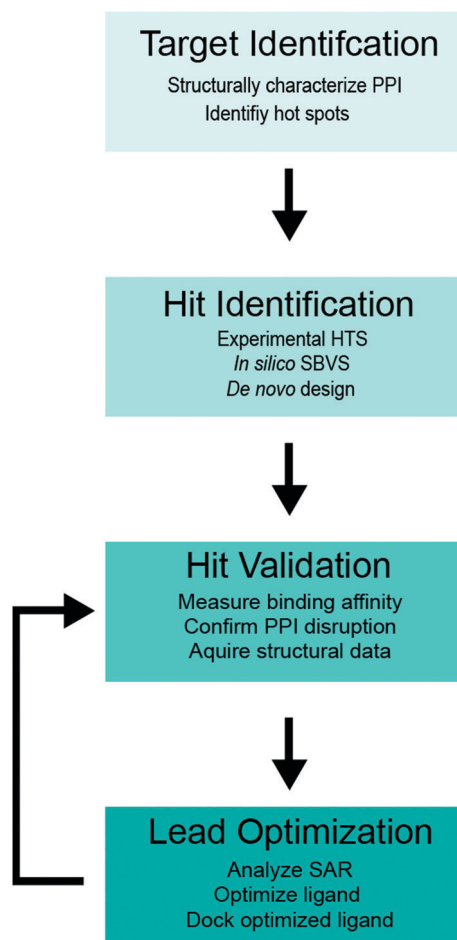 Target Identifcation
Structurally characterize PPI
Identifiy hot spots
Hit Identification
Experimental HTS
In silico SBVS
De novo design
Hit Validation
Measure binding affinity
Confirm PPI disruption
Aquire structural data
Lead Optimization
Analyze SAR
Optimize ligand
Dock optimized ligand